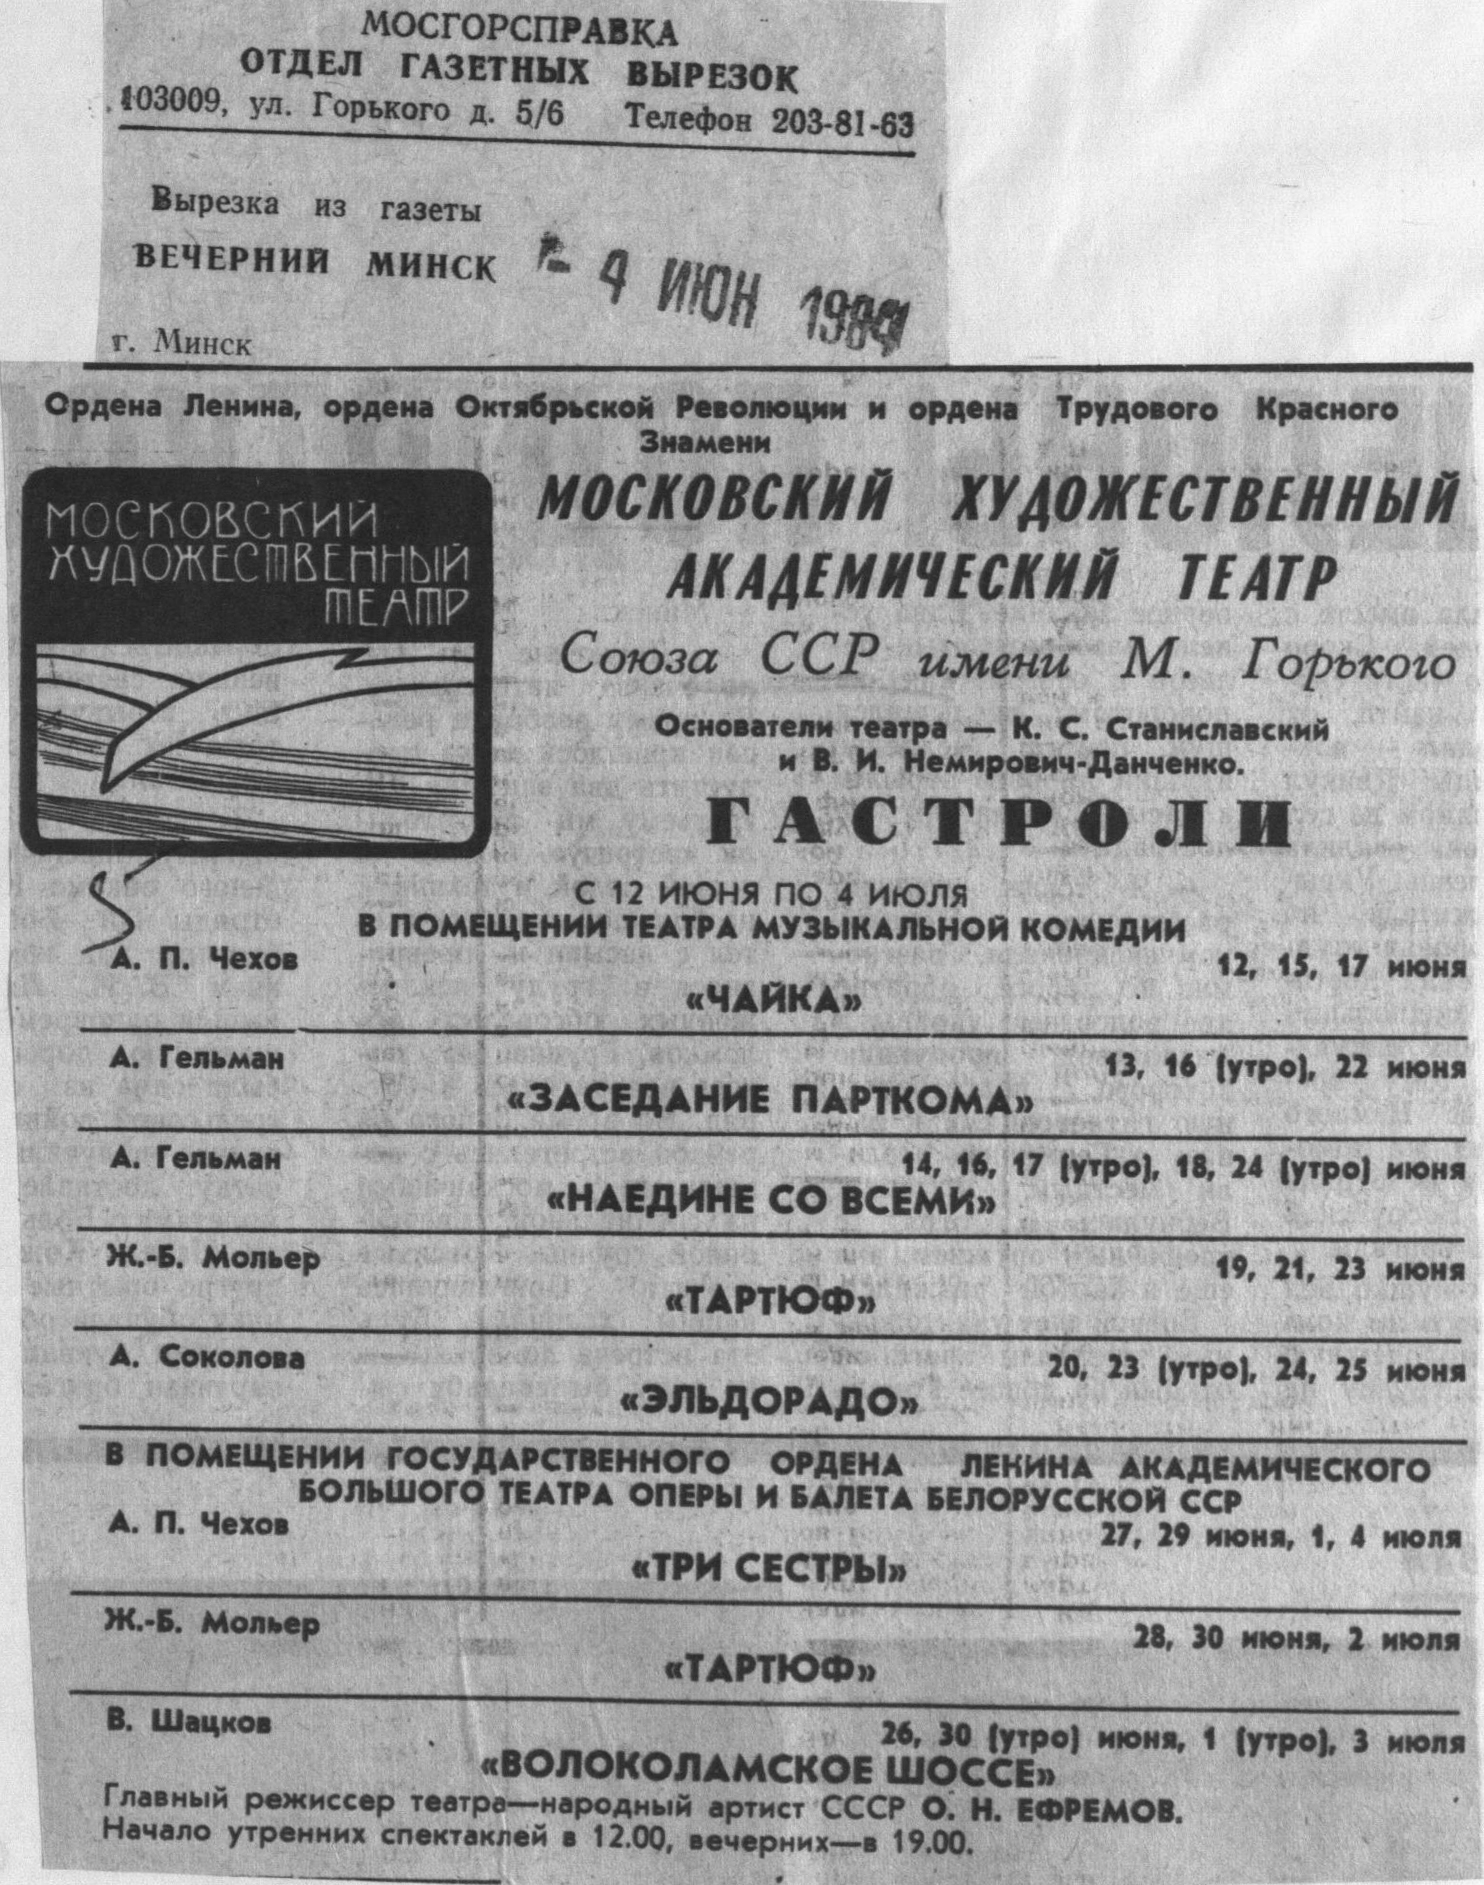 МОСГОРСПРАВКА
ОТДЕЛ ГАЗЕТНЫХ ВЫРЕЗОК
103009, ул. Горького д. 5/6 Телефон 203-81-63
Вырезка из газеты
ВЕЧЕРНИЙ МИНСК
- 4 ИЮН 1984
г. Минск
Ордена Ленина, ордена Октябрьской Революции и ордена Трудового Красного
Знамени
МОСКОВСКИЙ
ХУДОЖЕСТВЕННЫЙ
ТЕАТР
МОСКОВСКИЙ ХУДОЖЕСТВЕННЫЙ
АКАДЕМИЧЕСКИЙ ТЕАТР
Союза ССР имени М. Горького
Основатели театра — К. С. Станиславский
и В. И. Немирович-Данченко.
ГАСТРОЛИ
С 12 ИЮНЯ ПО 4 ИЮЛЯ
В ПОМЕЩЕНИИ ТЕАТРА МУЗЫКАЛЬНОЙ КОМЕДИИ
А. П. Чехов 12, 15, 17 июня
«ЧАЙКА»
А. Гельман 13, 16 (утро), 22 июня
«ЗАСЕДАНИЕ ПАРТКОМА»
А. Гельман 14, 16, 17 (утро), 18, 24 (утро) июня
«НАЕДИНЕ СО ВСЕМИ»
Ж.-Б. Мольер 19, 21, 23 июня
«ТАРТЮФ»
А. Соколова 20, 23 (утро), 24, 25 июня
«ЭЛЬДОРАДО»
В ПОМЕЩЕНИИ ГОСУДАРСТВЕННОГО ОРДЕНА ЛЕНИНА АКАДЕМИЧЕСКОГО
БОЛЬШОГО ТЕАТРА ОПЕРЫ И БАЛЕТА БЕЛОРУССКОЙ ССР
А. П. Чехов 27, 29 июня, 1, 4 июля
«ТРИ СЕСТРЫ»
Ж.-Б. Мольер 28, 30 июня, 2 июля
«ТАРТЮФ»
В. Шацков 26, 30 (утро) июня, 1 (утро), 3 июля
«ВОЛОКОЛАМСКОЕ ШОССЕ»
Главный режиссер театра—народный артист СССР О. Н. ЕФРЕМОВ.
Начало утренних спектаклей в 12.00, вечерних—в 19.00.